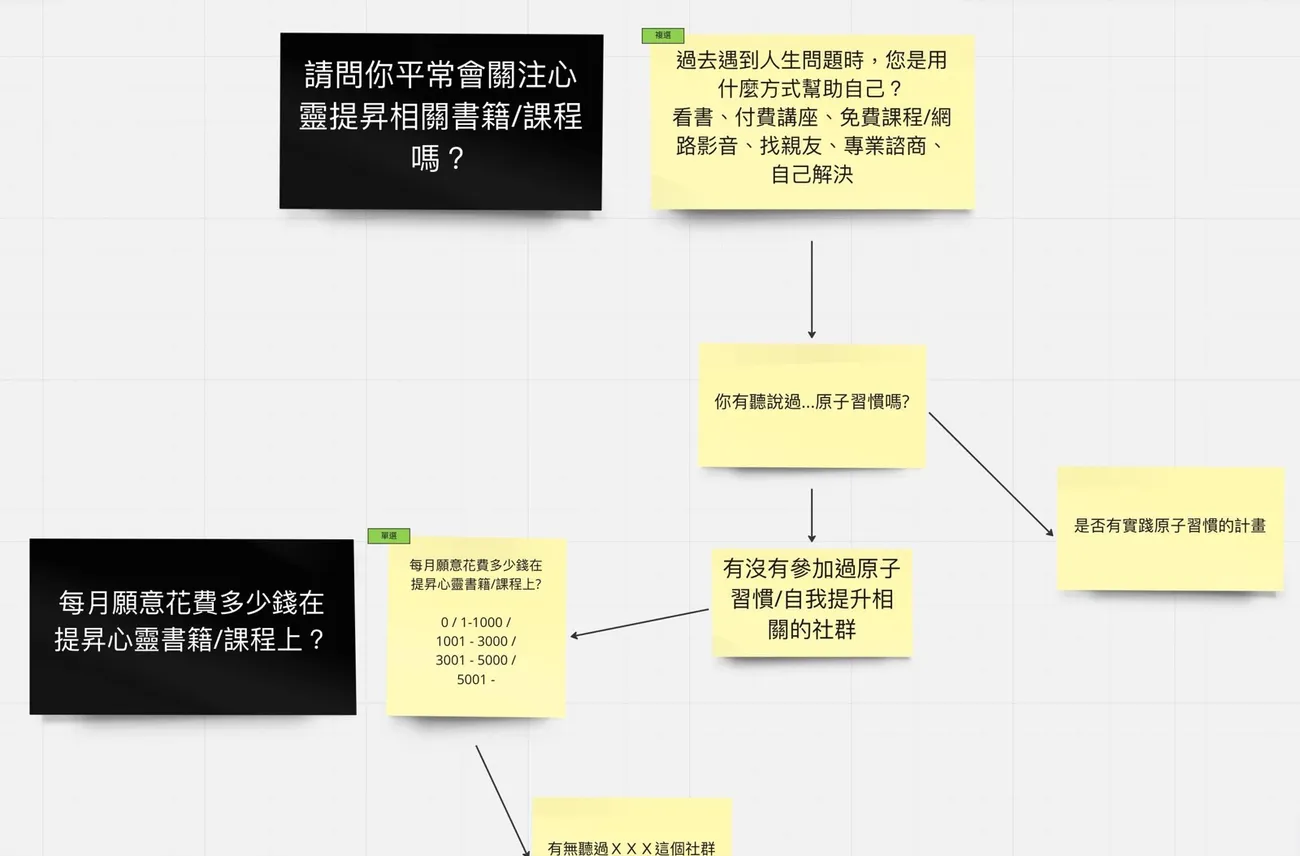 請問你平常會關注心
靈提昇相關書籍/課程
嗎？
複選
過去遇到人生問題時，您是用
什麼方式幫助自己？
看書、付費講座、免費課程/網
路影音、找親友、專業諮商、
自己解決
你有聽說過...原子習慣嗎?
是否有實踐原子習慣的計畫
有沒有參加過原子
習慣/自我提升相
關的社群
每月願意花費多少錢在
提昇心靈書籍/課程上？
單選
每月願意花費多少錢在
提昇心靈書籍/課程上?
0 / 1-1000 /
1001 - 3000 /
3001 - 5000 /
5001 -
有無聽過ＸＸＸ這個社群